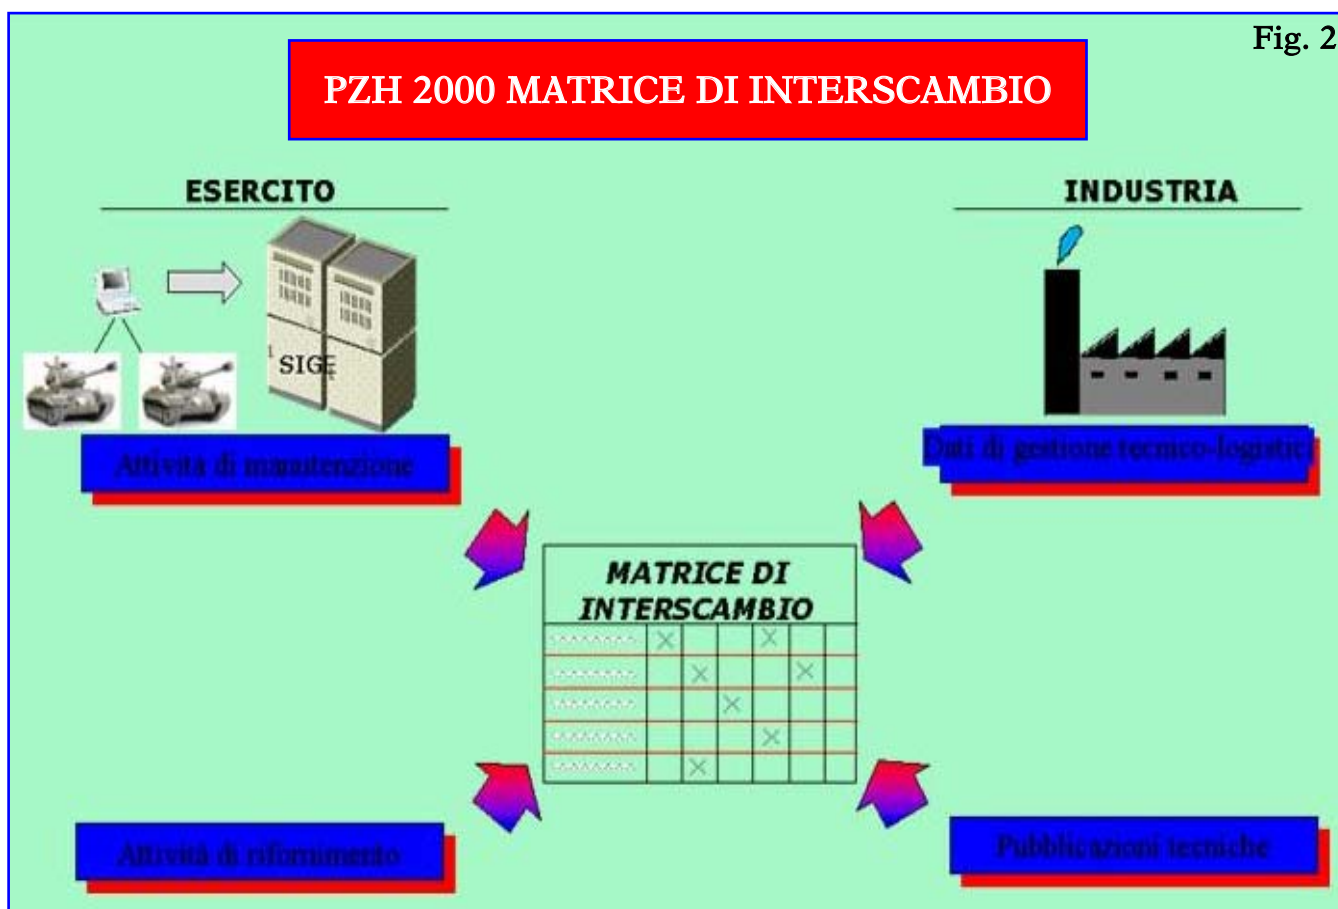 Fig. 2
PZH 2000 MATRICE DI INTERSCAMBIO
ESERCITO
INDUSTRIA
SIGE
Attività di manutenzione
Dati di gestione tecnico-logistici
MATRICE DI
INTERSCAMBIO
Attività di rifornimento
Pubblicazioni tecniche